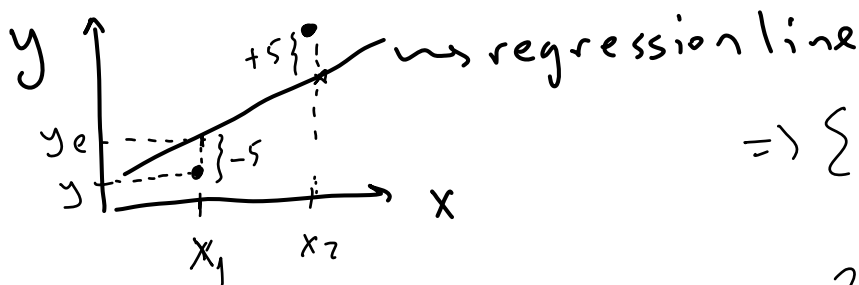 y
+5
regression line
ye
-5
=> {
y
x
x1
x2